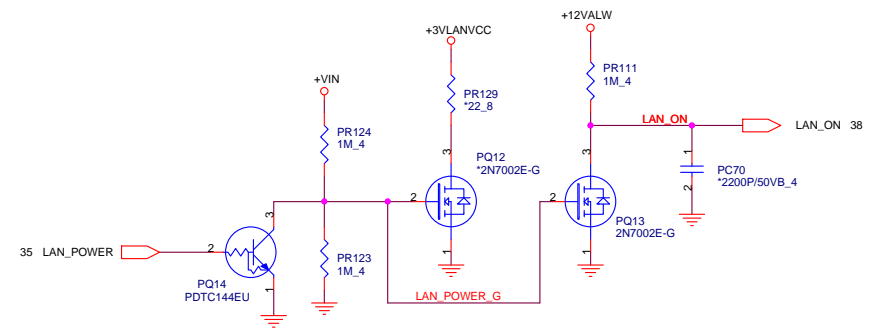 +12VALW
+3VLANVCC
+VIN
PR111
1M_4
PR129
*22_8
PR124
1M_4
LAN_ON
LAN_ON 38
3
PQ12
*2N7002E-G
3
1
PC70
*2200P/50VB_4
2
2
2
3
PQ13
2N7002E-G
35 LAN_POWER
2
PR123
1M_4
1
1
PQ14
PDTC144EU
1
LAN_POWER_G